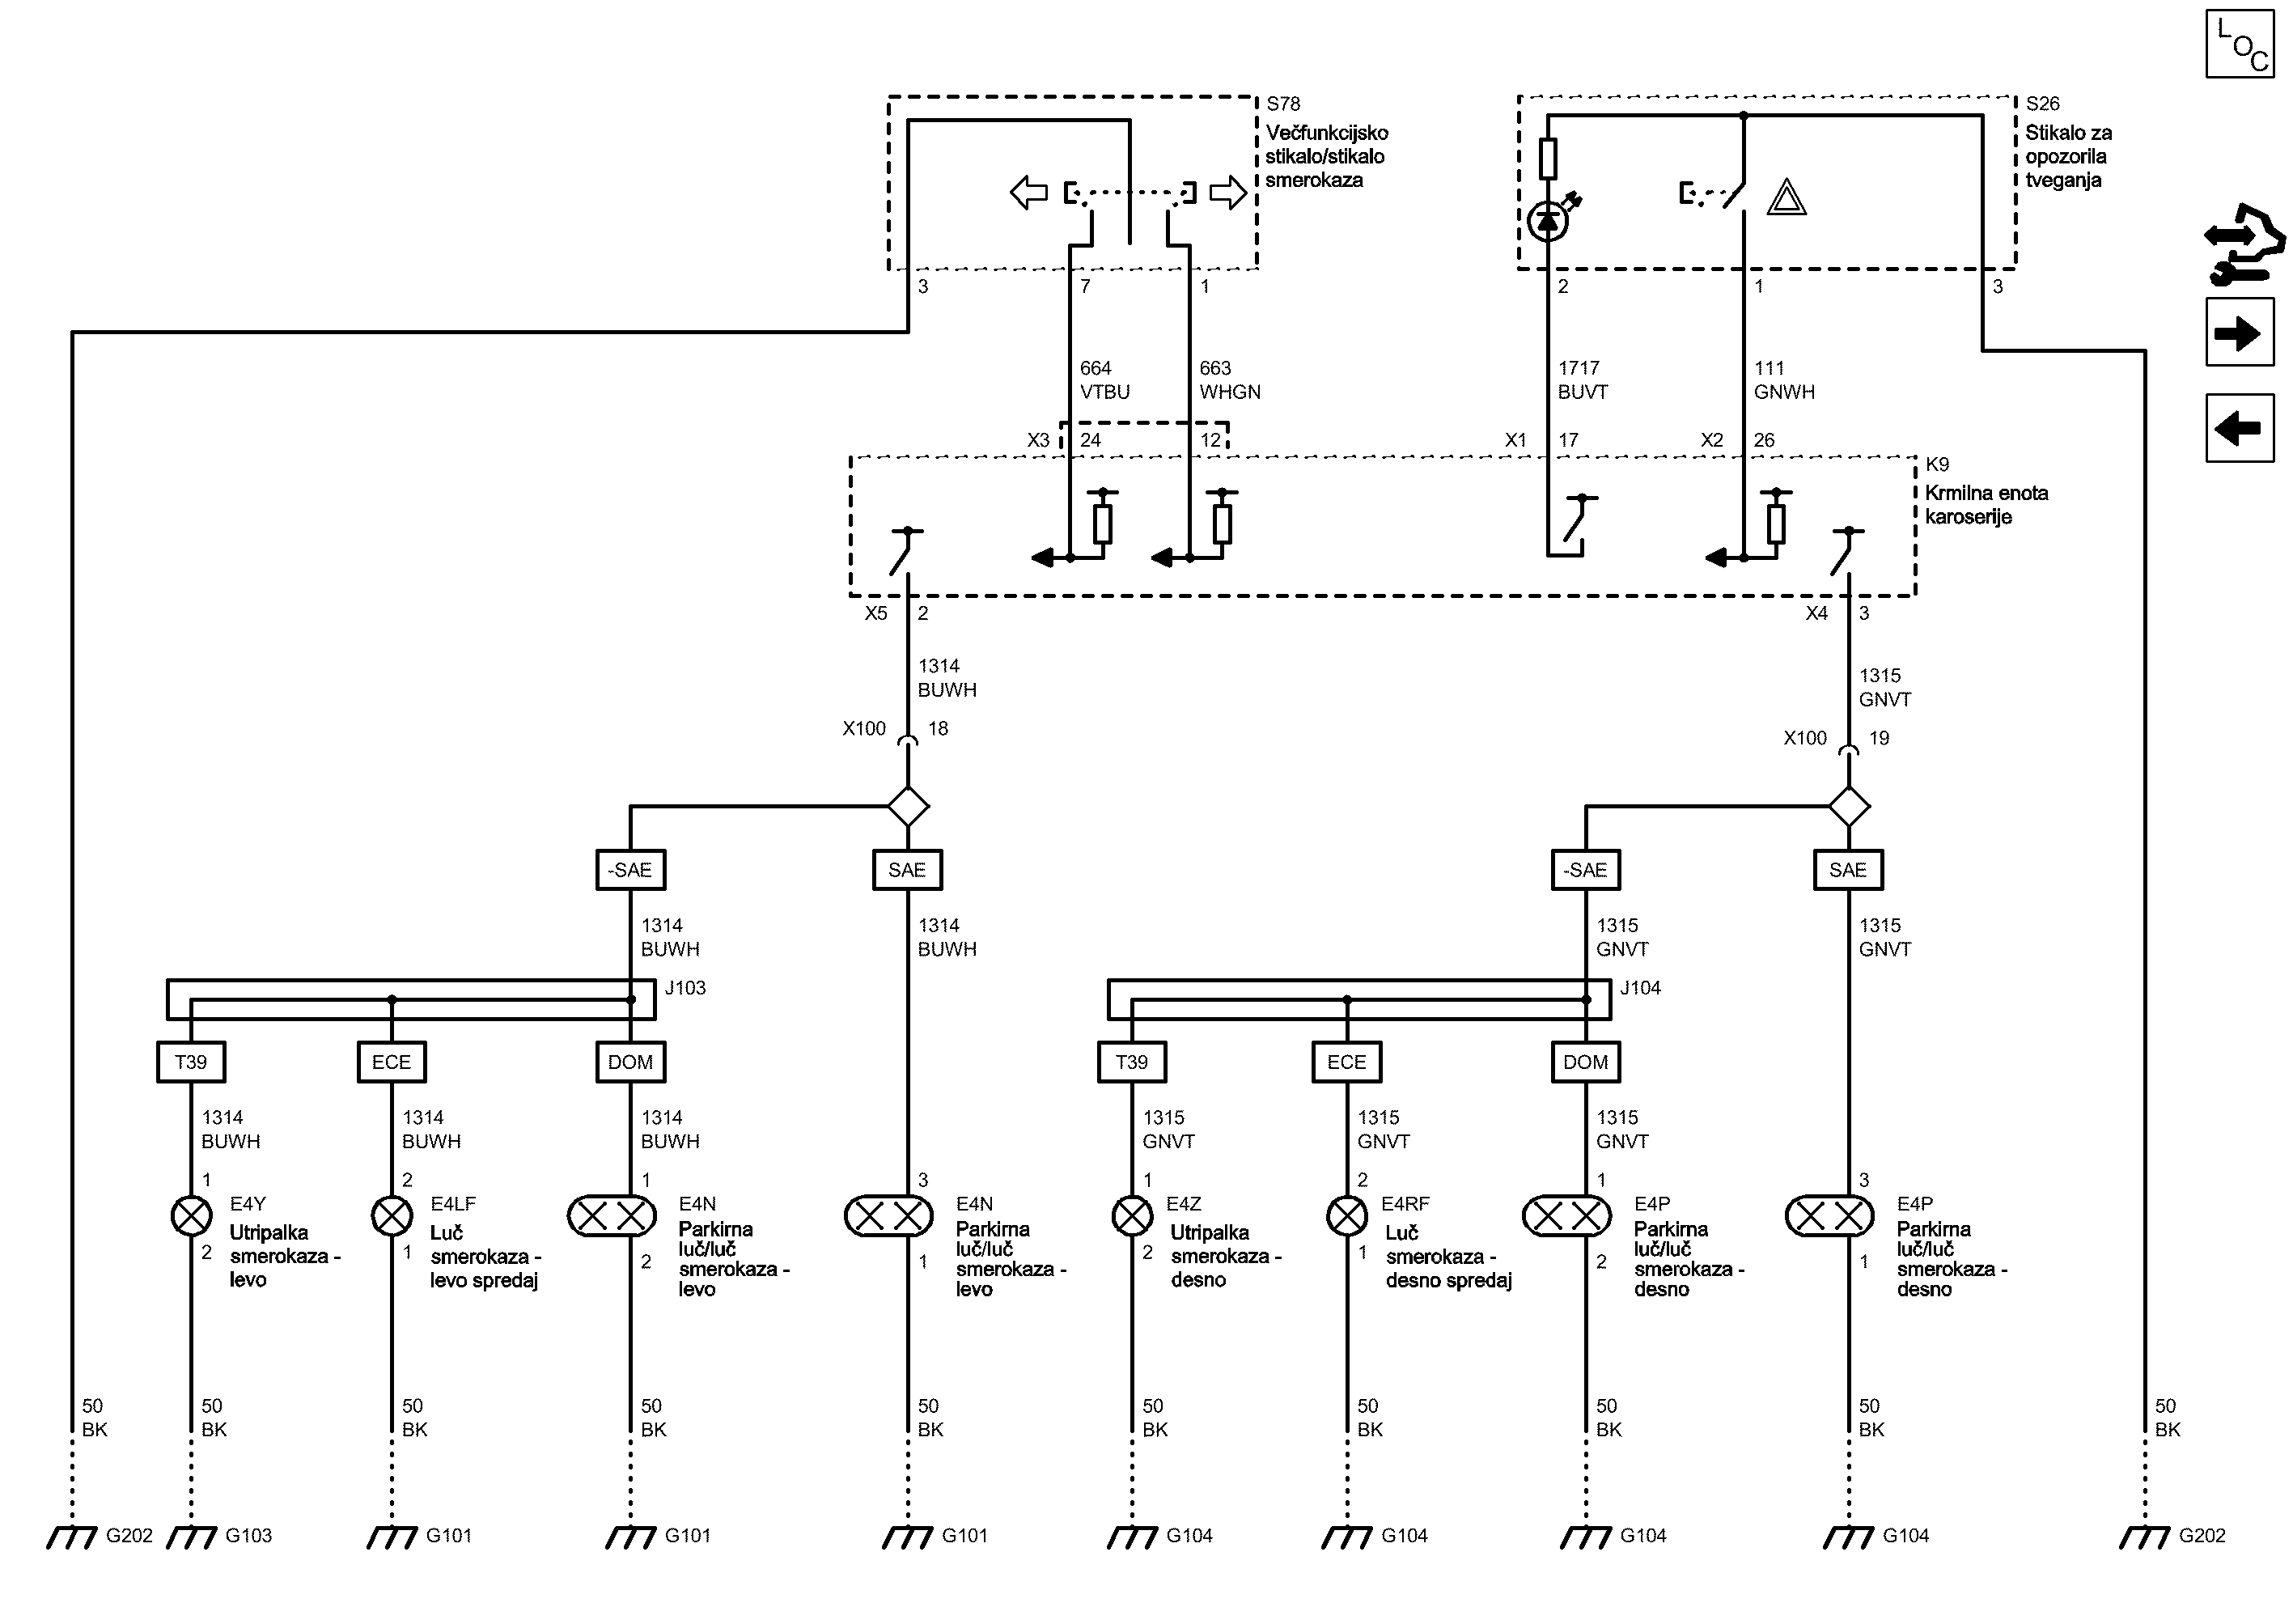 L
O
C
S78
Večfunkcijsko
stikalo/stikalo
smerokaza
S26
Stikalo za
opozorila
tveganja
3
7
1
2
1
3
664
VTBU
663
WHGN
1717
BUVT
111
GNWH
X3
24
12
X1
17
X2
26
K9
Krmilna enota
karoserije
X5
2
X4
3
1314
BUWH
1315
GNVT
X100
18
X100
19
-SAE
SAE
-SAE
SAE
1314
BUWH
1314
BUWH
1315
GNVT
1315
GNVT
J103
J104
T39
ECE
DOM
T39
ECE
DOM
1314
BUWH
1314
BUWH
1314
BUWH
1315
GNVT
1315
GNVT
1315
GNVT
1
E4Y
Utripalka
smerokaza -
levo
2
2
E4LF
Luč
smerokaza -
levo spredaj
1
1
E4N
Parkirna
luč/luč
smerokaza -
levo
2
3
E4N
Parkirna
luč/luč
smerokaza -
levo
1
1
E4Z
Utripalka
smerokaza -
desno
2
2
E4RF
Luč
smerokaza -
desno spredaj
1
1
E4P
Parkirna
luč/luč
smerokaza -
desno
2
3
E4P
Parkirna
luč/luč
smerokaza -
desno
1
50
BK
50
BK
50
BK
50
BK
50
BK
50
BK
50
BK
50
BK
50
BK
50
BK
G202
G103
G101
G101
G101
G104
G104
G104
G104
G202